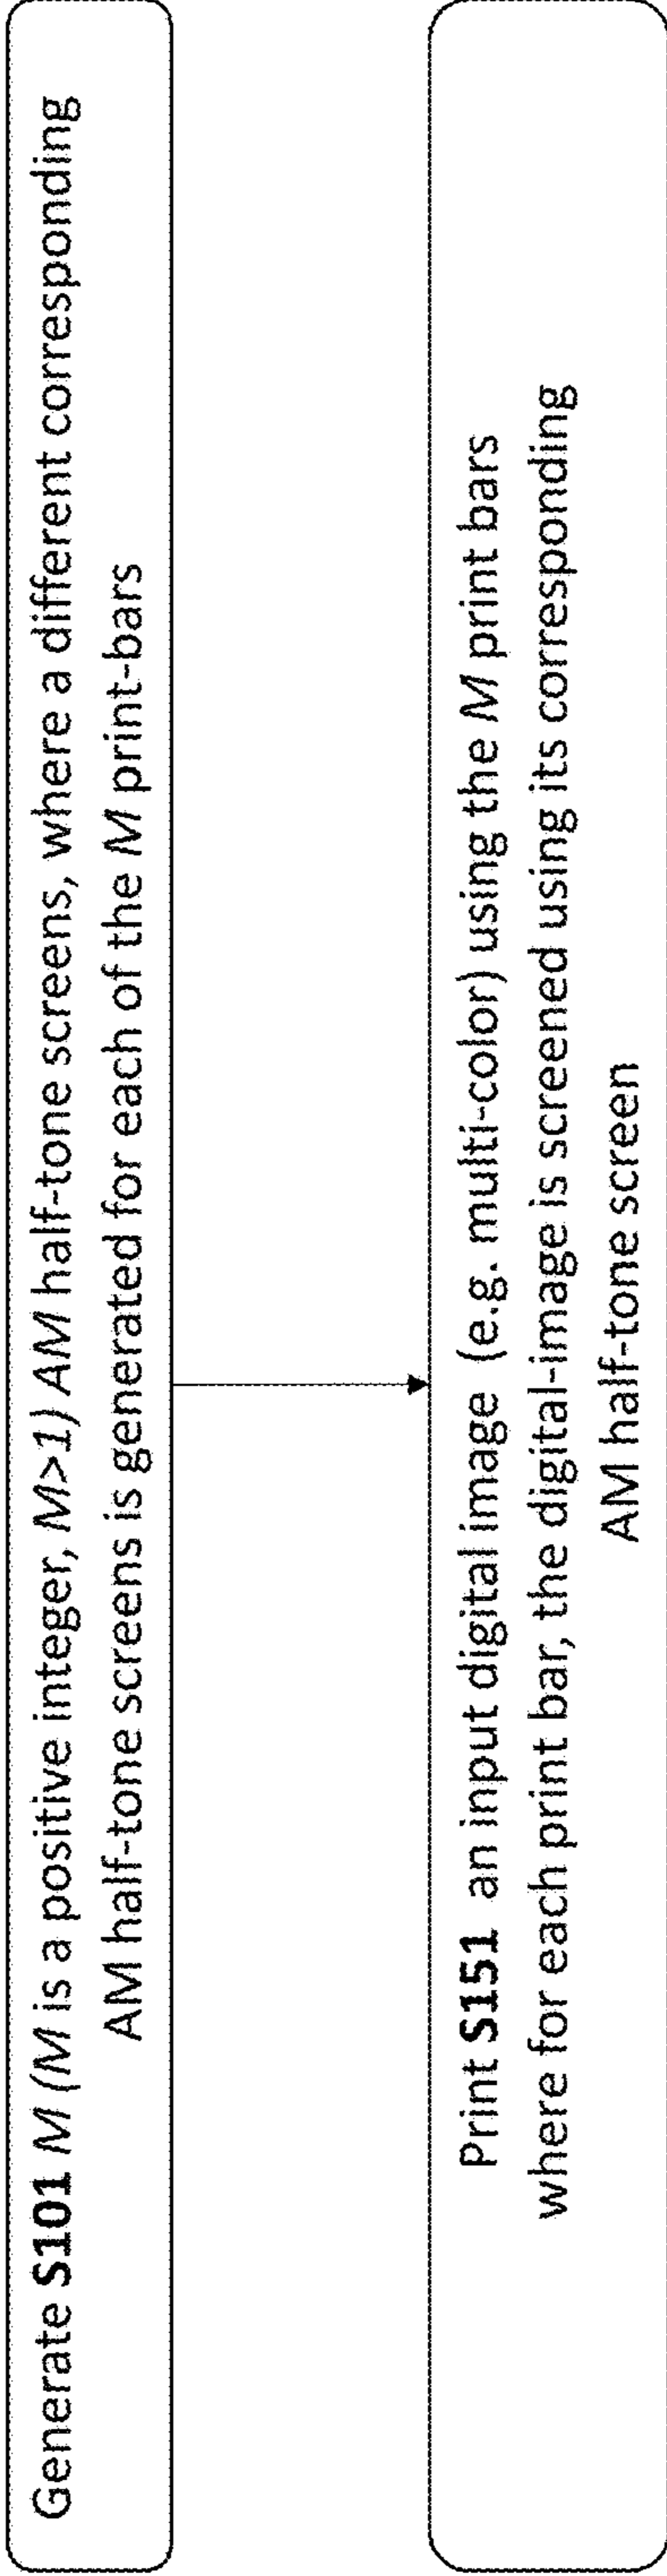 Generate S101 M (M is a positive integer, M>1) AM half-tone screens, where a different corresponding
AM half-tone screens is generated for each of the M print-bars
Print S151 an input digital image (e.g. multi-color) using the M print bars
where for each print bar, the digital-image is screened using its corresponding
AM half-tone screen